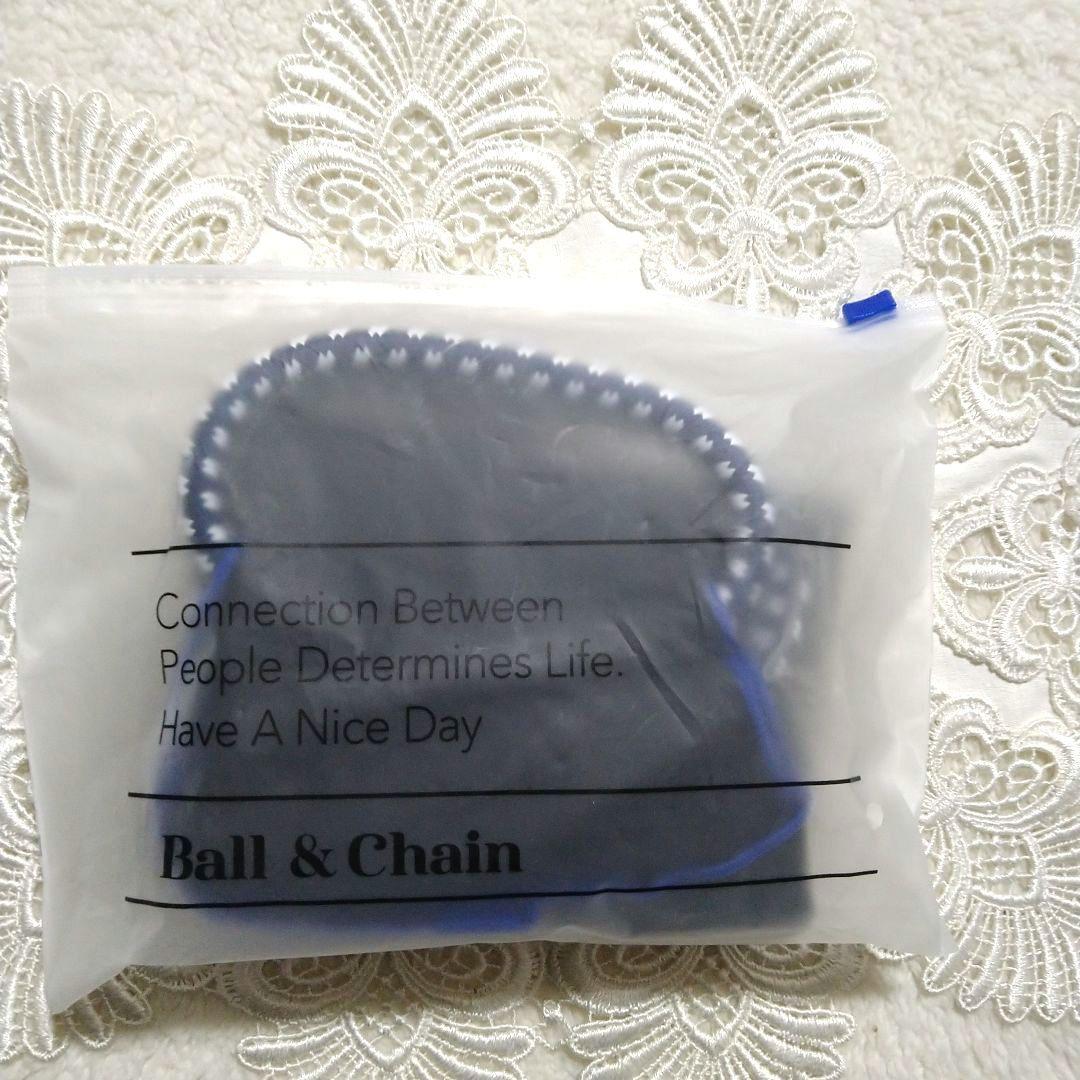 Connection Between
People Determines Life.
Have A Nice Day
Ball & Chain